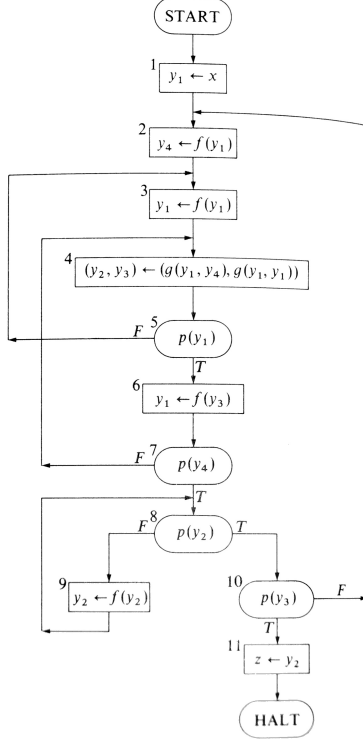 START
1
y₁ ← x
2
y₄ ← f(y₁)
3
y₁ ← f(y₁)
4
(y₂, y₃) ← (g(y₁, y₄), g(y₁, y₁))
5
F
p(y₁)
T
6
y₁ ← f(y₃)
7
F
p(y₄)
T
8
F
p(y₂)
T
9
y₂ ← f(y₂)
10
p(y₃)
F
T
11
z ← y₂
HALT